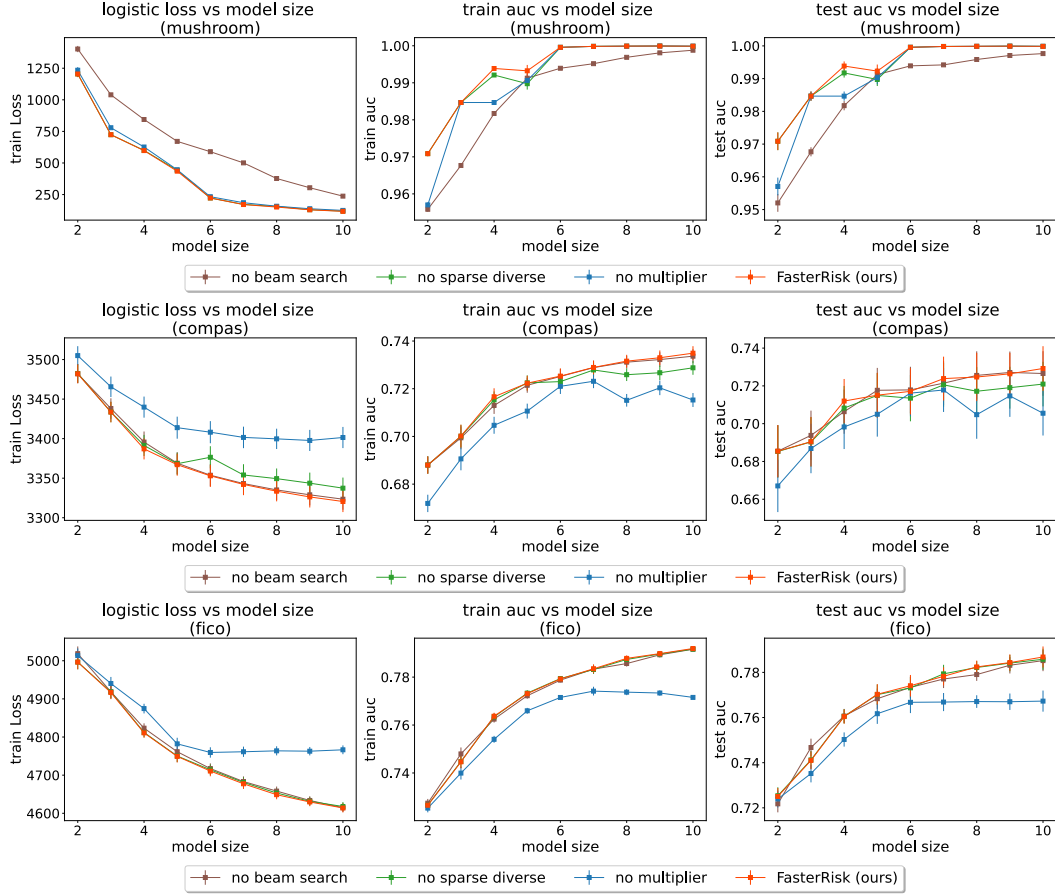 logistic loss vs model size
(mushroom)
train auc vs model size
(mushroom)
test auc vs model size
(mushroom)
train Loss
1250
1000
750
500
250
2 4 6 8 10
model size
train auc
1.00
0.99
0.98
0.97
0.96
2 4 6 8 10
model size
test auc
1.00
0.99
0.98
0.97
0.96
0.95
2 4 6 8 10
model size
no beam search no sparse diverse no multiplier FasterRisk (ours)
logistic loss vs model size
(compas)
train auc vs model size
(compas)
test auc vs model size
(compas)
train Loss
3500
3450
3400
3350
3300
2 4 6 8 10
model size
train auc
0.74
0.72
0.70
0.68
2 4 6 8 10
model size
test auc
0.74
0.72
0.70
0.68
0.66
2 4 6 8 10
model size
no beam search no sparse diverse no multiplier FasterRisk (ours)
logistic loss vs model size
(fico)
train auc vs model size
(fico)
test auc vs model size
(fico)
train Loss
5000
4900
4800
4700
4600
2 4 6 8 10
model size
train auc
0.78
0.76
0.74
2 4 6 8 10
model size
test auc
0.78
0.76
0.74
0.72
2 4 6 8 10
model size
no beam search no sparse diverse no multiplier FasterRisk (ours)